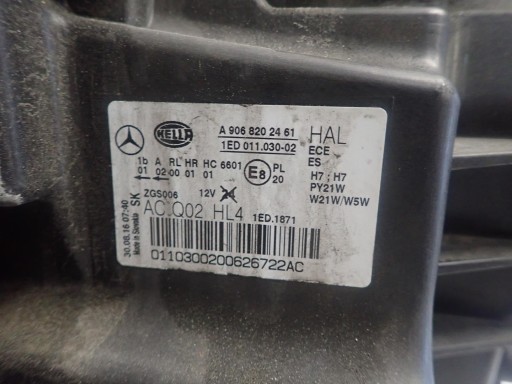 HELLA
A 906 820 24 61
1ED 011.030-02
HAL
ECE
ES
1b A RL HR HC 6601
01 02 00 01 01
E8
PL
20
H7 ; H7
PY21W
W21W/W5W
ZGS006 12V
AC Q02 HL4 1ED.1871
0110300200626722AC
30.08.16 07:40
Made in Slovakia
SK